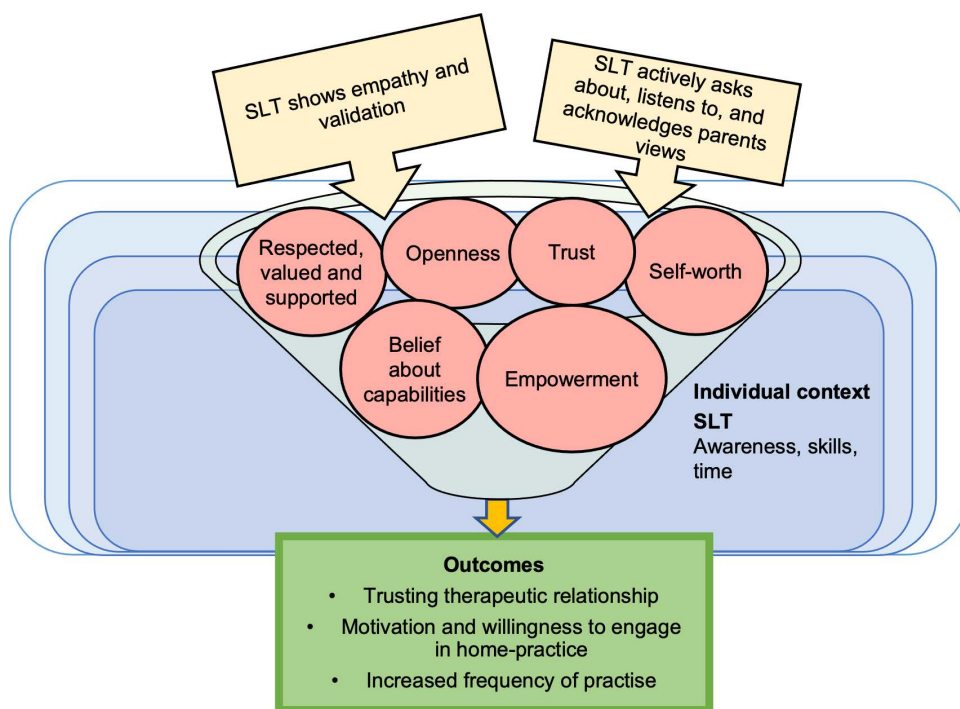 SLT shows empathy and
validation
SLT actively asks
about, listens to, and
acknowledges parents
views
Respected,
valued and
supported
Openness
Trust
Self-worth
Belief
about
capabilities
Empowerment
Individual context
SLT
Awareness, skills,
time
Outcomes
• Trusting therapeutic relationship
• Motivation and willingness to engage
in home-practice
• Increased frequency of practise